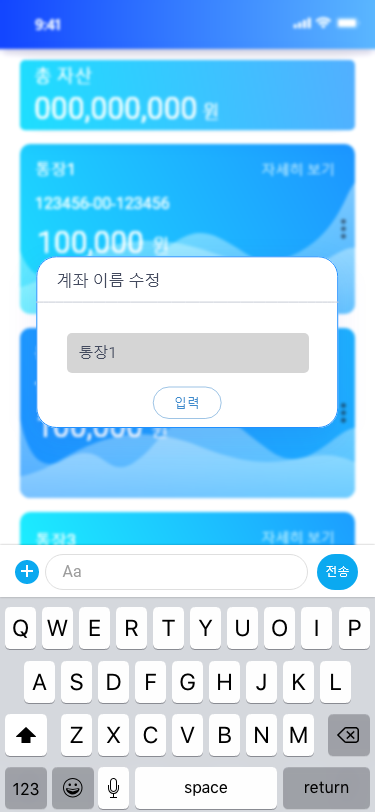 9:41
총 자산
000,000,000 원
통장1 자세히 보기
123456-00-123456
100,000 원
계좌 이름 수정
통장1
입력
100,000 원
통장3 자세히 보기
Aa 전송
Q W E R T Y U I O P
A S D F G H J K L
Z X C V B N M
123 space return